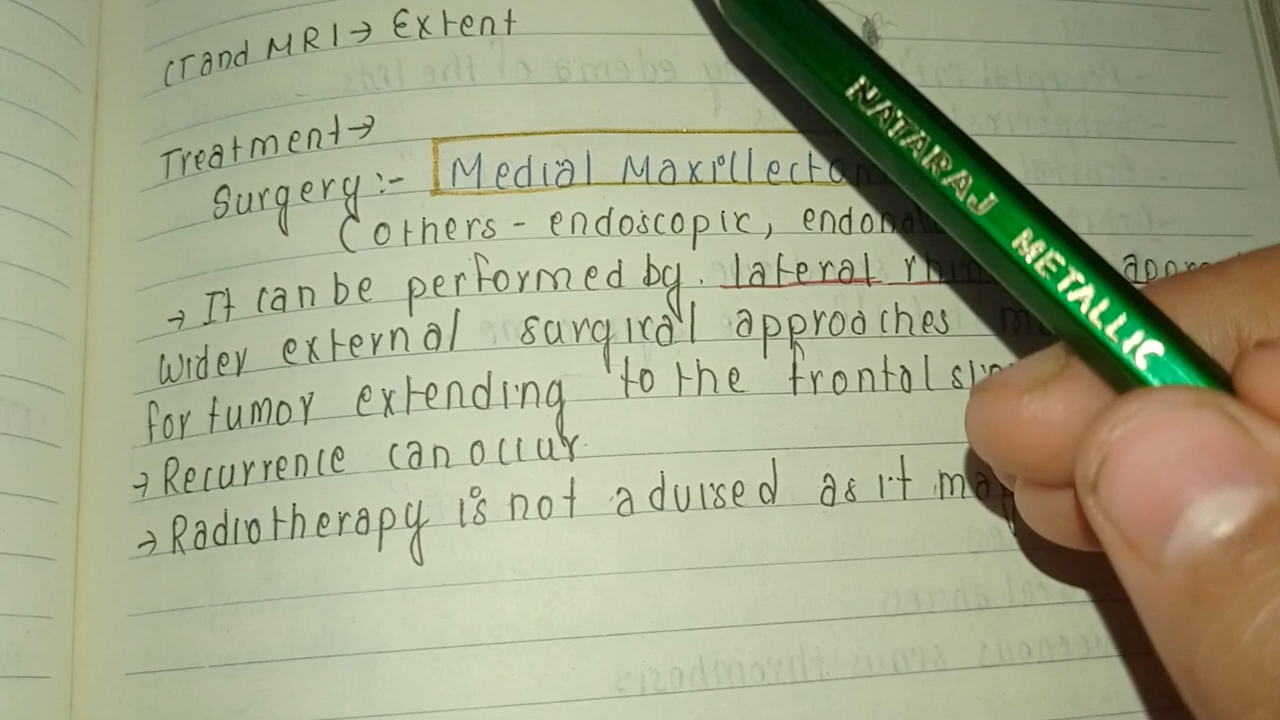 CT and MRI → Extent
Treatment →
Surgery :- Medial Maxillecto
(others - endoscopic, endona
→ It can be performed by. lateral rhin
wider external surgical approaches
for tumor extending to the frontal
→ Recurrence can occur.
→ Radiotherapy is not advised as it may
NATARAJ METALLIC